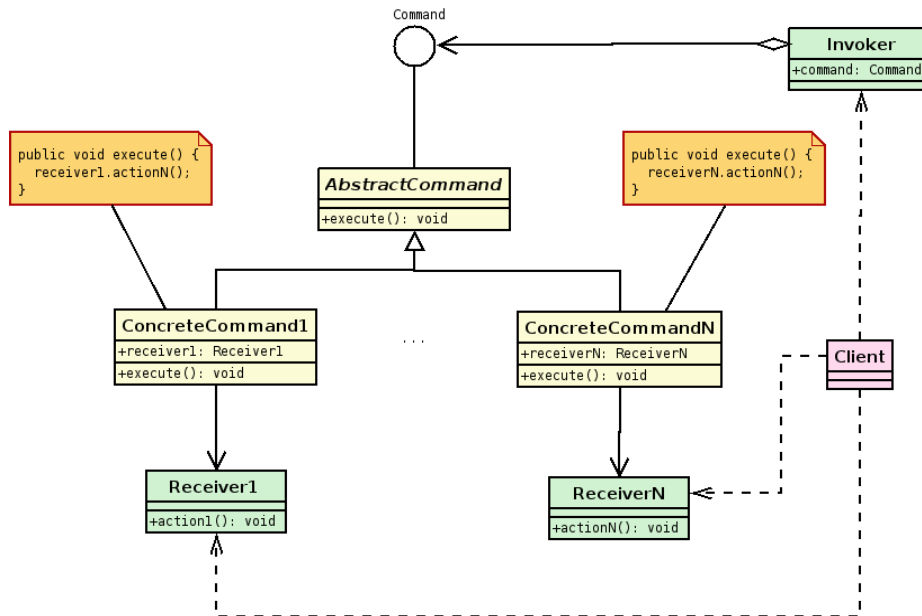 Command
Invoker
+command: Command
public void execute() {
receiver1.actionN();
}
public void execute() {
receiverN.actionN();
}
AbstractCommand
+execute(): void
ConcreteCommand1
+receiver1: Receiver1
+execute(): void
...
ConcreteCommandN
+receiverN: ReceiverN
+execute(): void
Client
Receiver1
+action1(): void
ReceiverN
+actionN(): void